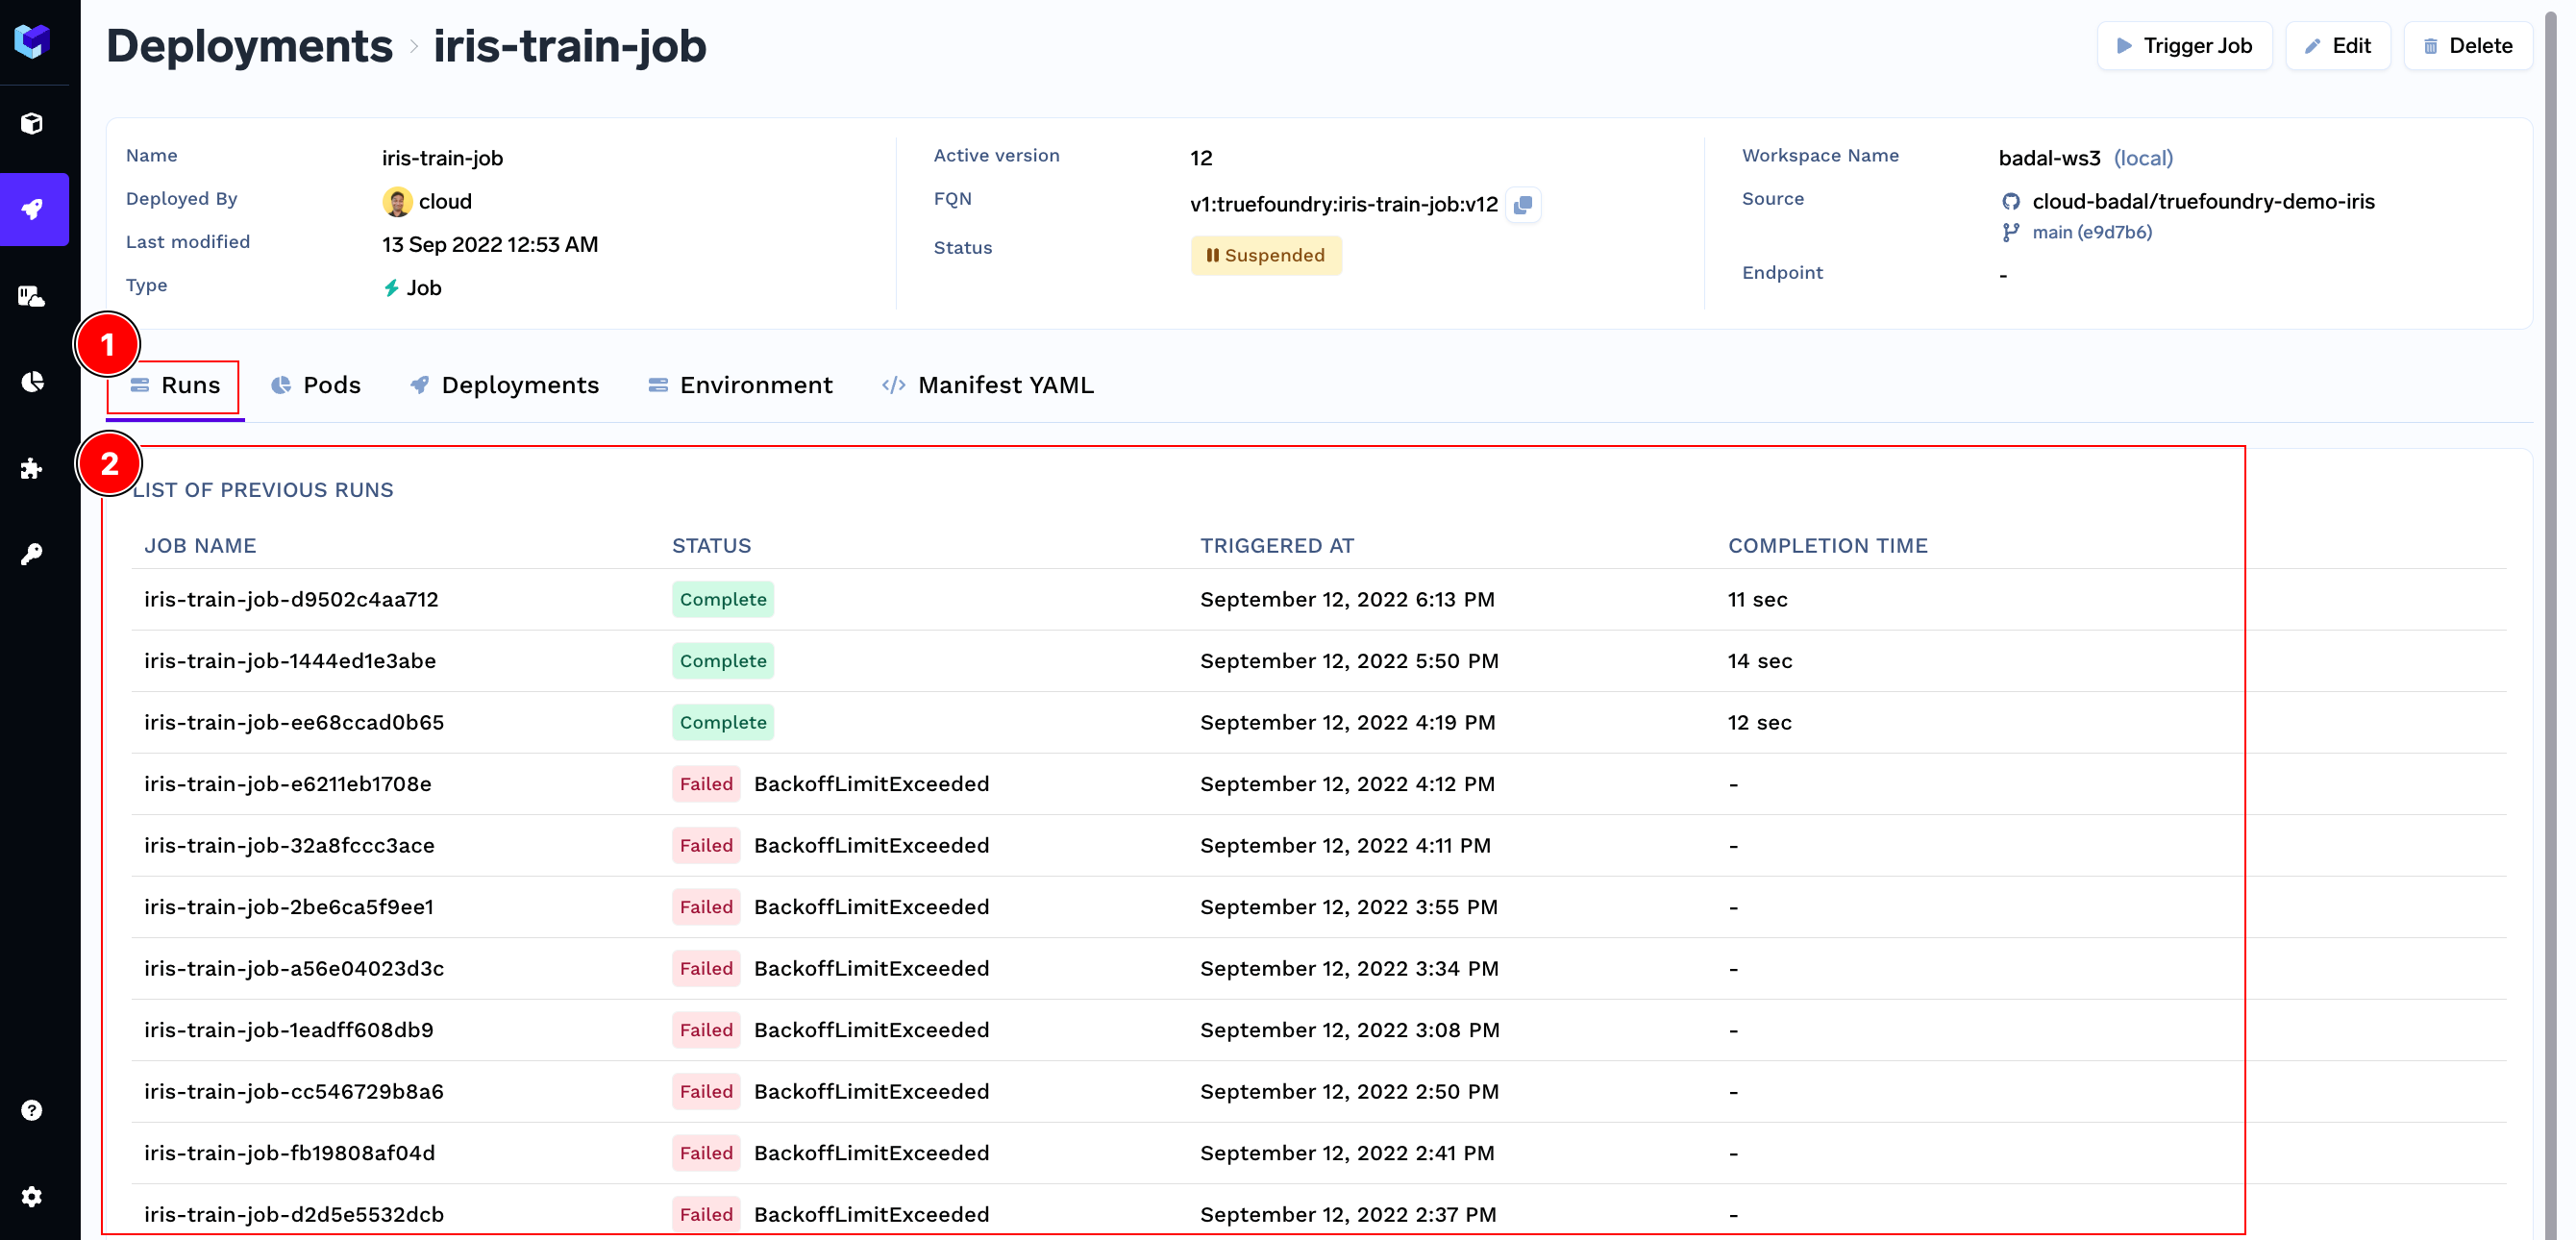 Deployments > iris-train-job
Trigger Job
Edit
Delete
Name iris-train-job
Deployed By cloud
Last modified 13 Sep 2022 12:53 AM
Type Job
Active version 12
FQN v1:truefoundry:iris-train-job:v12
Status Suspended
Workspace Name badal-ws3 (local)
Source cloud-badal/truefoundry-demo-iris
main (e9d7b6)
Endpoint -
1
Runs Pods Deployments Environment </> Manifest YAML
2
LIST OF PREVIOUS RUNS
JOB NAME STATUS TRIGGERED AT COMPLETION TIME
iris-train-job-d9502c4aa712 Complete September 12, 2022 6:13 PM 11 sec
iris-train-job-1444ed1e3abe Complete September 12, 2022 5:50 PM 14 sec
iris-train-job-ee68ccad0b65 Complete September 12, 2022 4:19 PM 12 sec
iris-train-job-e6211eb1708e Failed BackoffLimitExceeded September 12, 2022 4:12 PM -
iris-train-job-32a8fccc3ace Failed BackoffLimitExceeded September 12, 2022 4:11 PM -
iris-train-job-2be6ca5f9ee1 Failed BackoffLimitExceeded September 12, 2022 3:55 PM -
iris-train-job-a56e04023d3c Failed BackoffLimitExceeded September 12, 2022 3:34 PM -
iris-train-job-1eadff608db9 Failed BackoffLimitExceeded September 12, 2022 3:08 PM -
iris-train-job-cc546729b8a6 Failed BackoffLimitExceeded September 12, 2022 2:50 PM -
iris-train-job-fb19808af04d Failed BackoffLimitExceeded September 12, 2022 2:41 PM -
iris-train-job-d2d5e5532dcb Failed BackoffLimitExceeded September 12, 2022 2:37 PM -